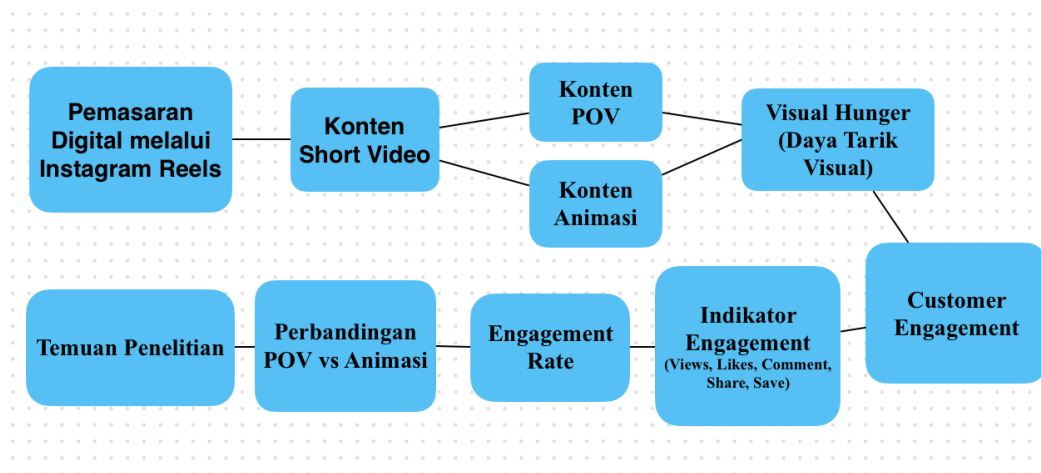 Pemasaran
Digital melalui
Instagram Reels
Konten
Short Video
Konten
POV
Konten
Animasi
Visual Hunger
(Daya Tarik
Visual)
Customer
Engagement
Indikator
Engagement
(Views, Likes, Comment,
Share, Save)
Engagement
Rate
Perbandingan
POV vs Animasi
Temuan Penelitian